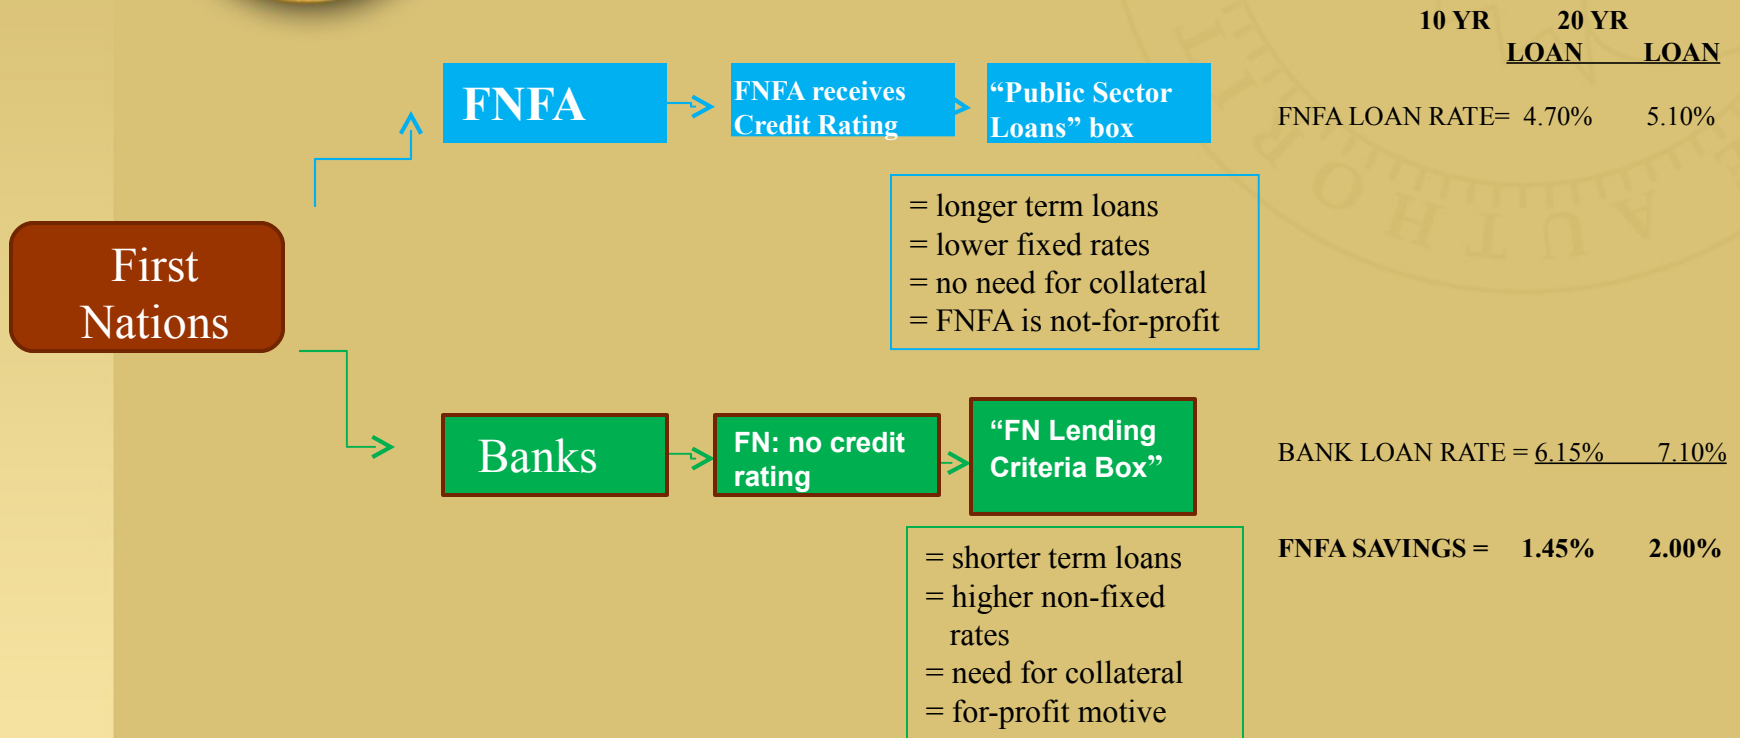 10 YR 20 YR
LOAN LOAN
FNFA
FNFA receives
Credit Rating
“Public Sector
Loans” box
FNFA LOAN RATE= 4.70% 5.10%
= longer term loans
= lower fixed rates
= no need for collateral
= FNFA is not-for-profit
First
Nations
Banks
FN: no credit
rating
“FN Lending
Criteria Box”
BANK LOAN RATE = 6.15% 7.10%
= shorter term loans
= higher non-fixed
rates
= need for collateral
= for-profit motive
FNFA SAVINGS = 1.45% 2.00%
AUTHORIT